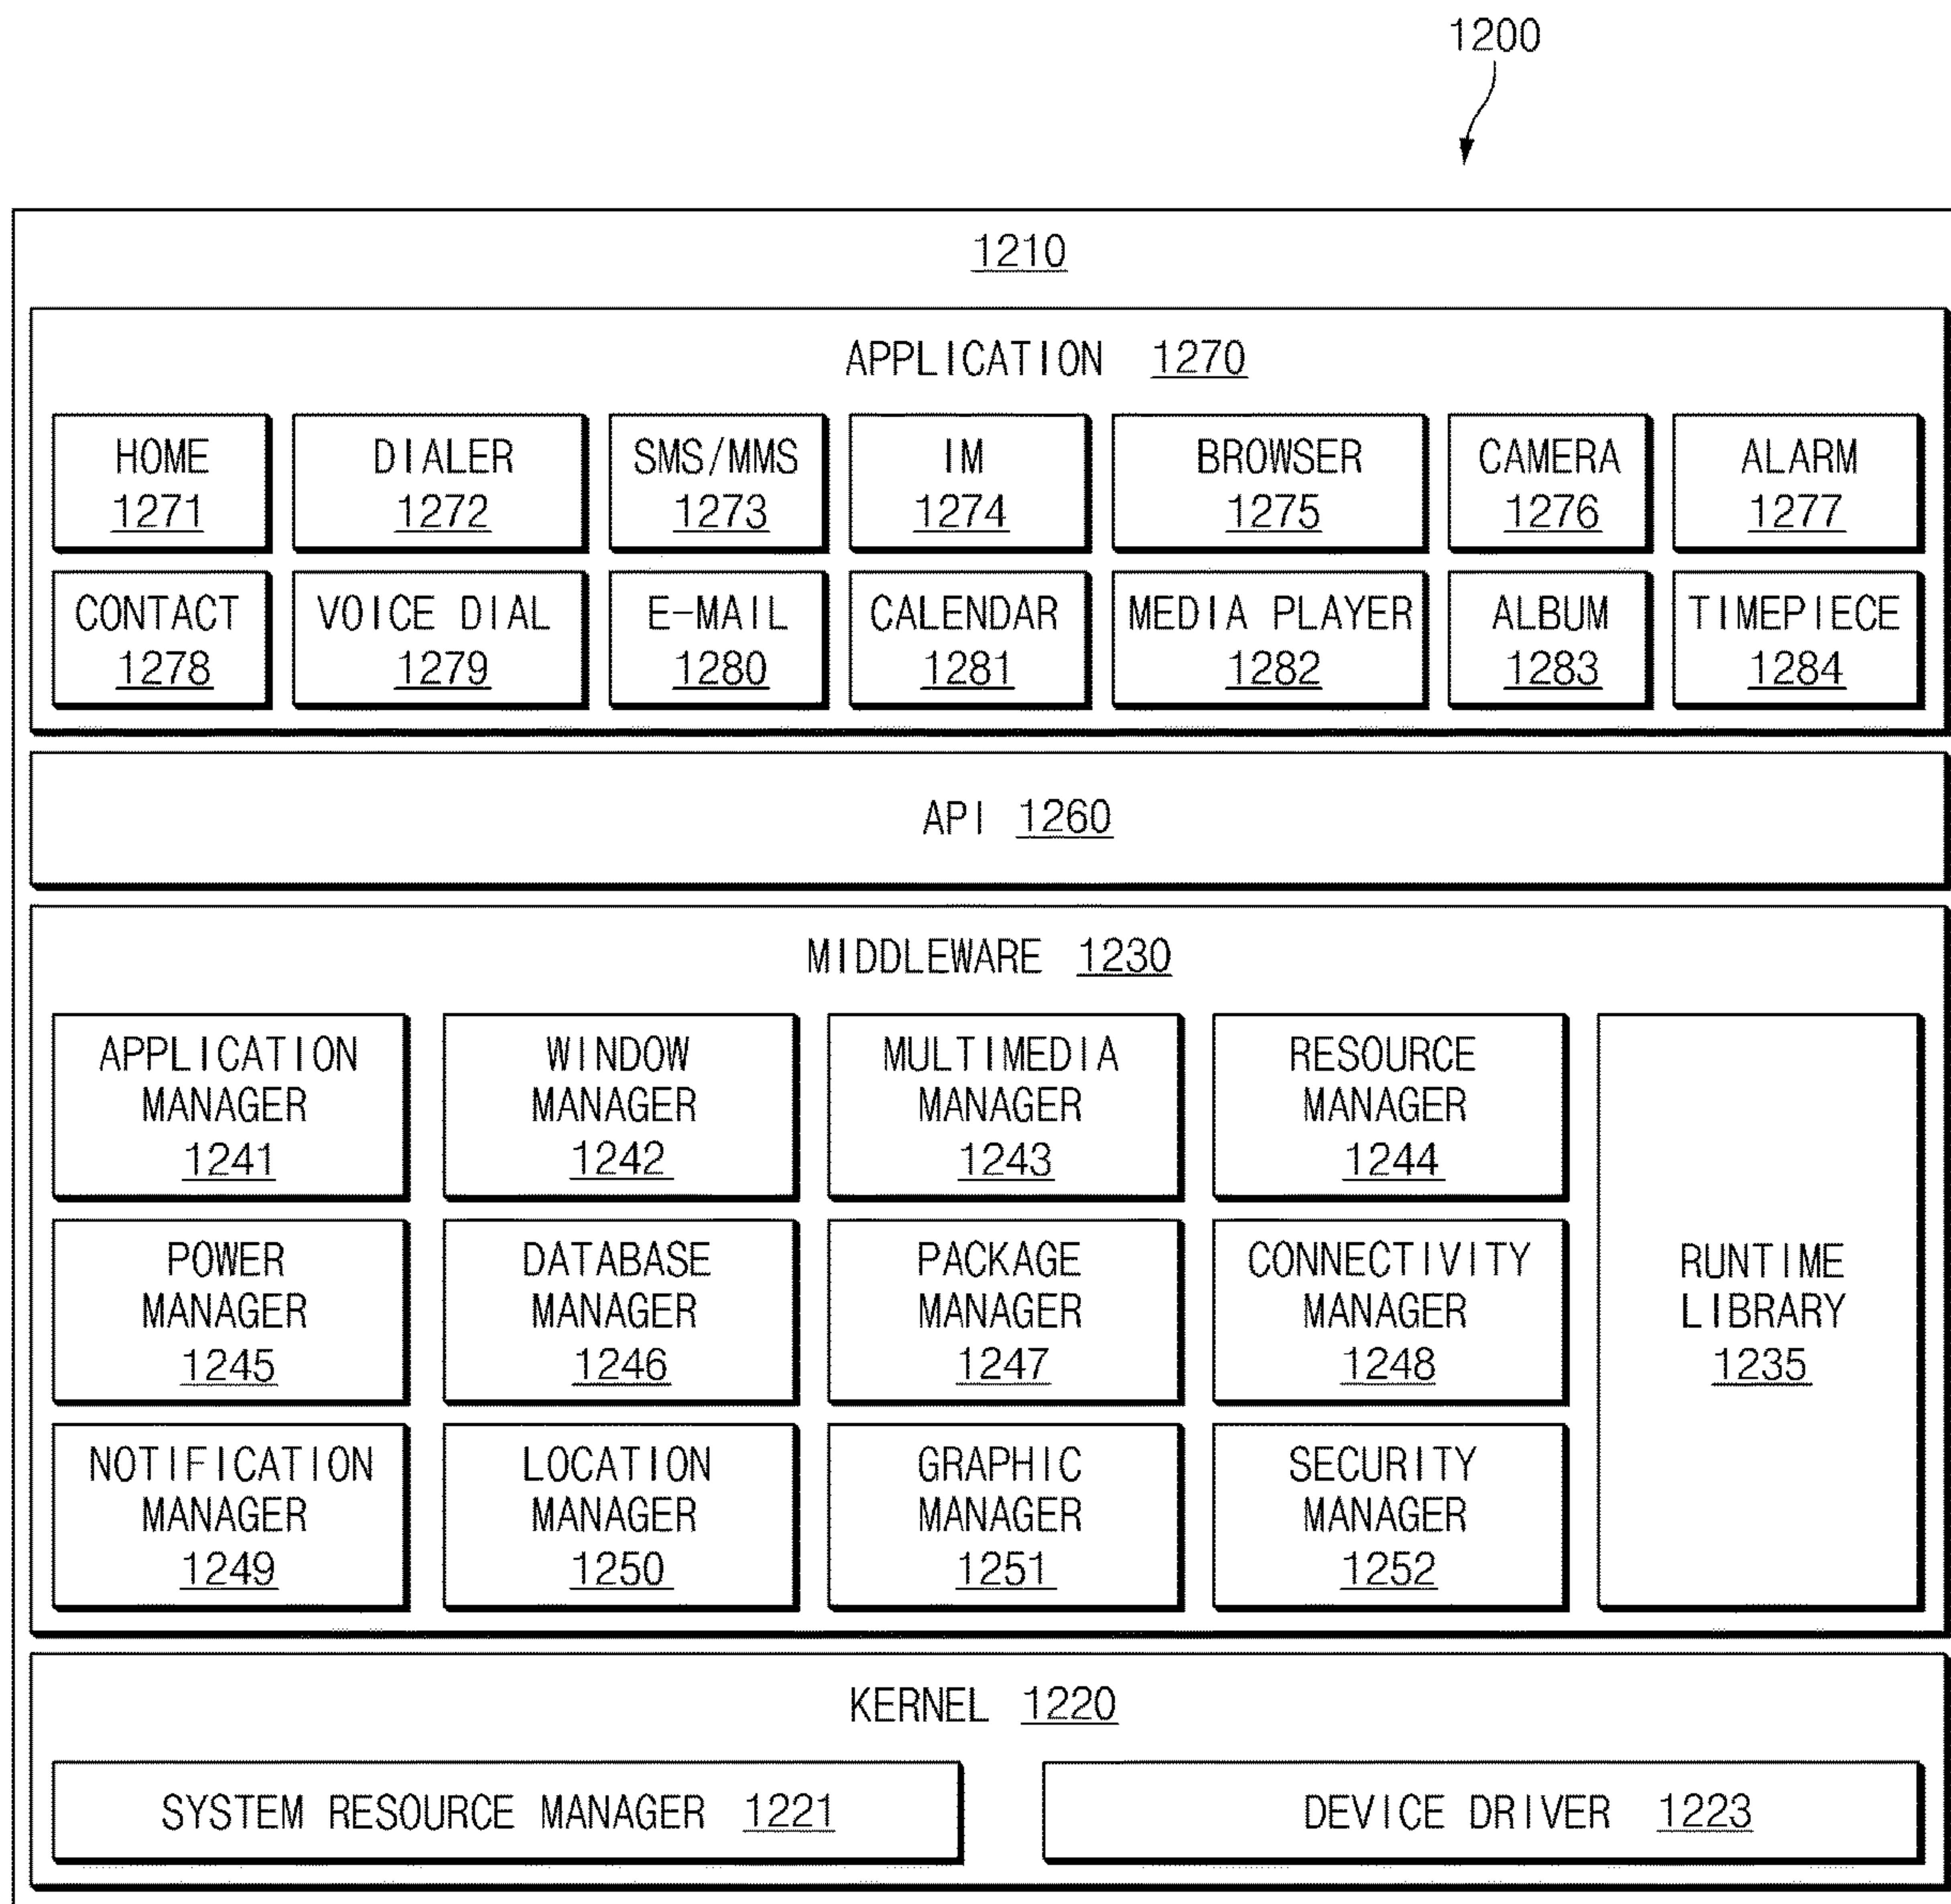 1200
1210
APPLICATION 1270
HOME
1271
DIALER
1272
SMS/MMS
1273
IM
1274
BROWSER
1275
CAMERA
1276
ALARM
1277
CONTACT
1278
VOICE DIAL
1279
E-MAIL
1280
CALENDAR
1281
MEDIA PLAYER
1282
ALBUM
1283
TIMEPIECE
1284
API 1260
MIDDLEWARE 1230
APPLICATION
MANAGER
1241
WINDOW
MANAGER
1242
MULTIMEDIA
MANAGER
1243
RESOURCE
MANAGER
1244
POWER
MANAGER
1245
DATABASE
MANAGER
1246
PACKAGE
MANAGER
1247
CONNECTIVITY
MANAGER
1248
NOTIFICATION
MANAGER
1249
LOCATION
MANAGER
1250
GRAPHIC
MANAGER
1251
SECURITY
MANAGER
1252
RUNTIME
LIBRARY
1235
KERNEL 1220
SYSTEM RESOURCE MANAGER 1221
DEVICE DRIVER 1223